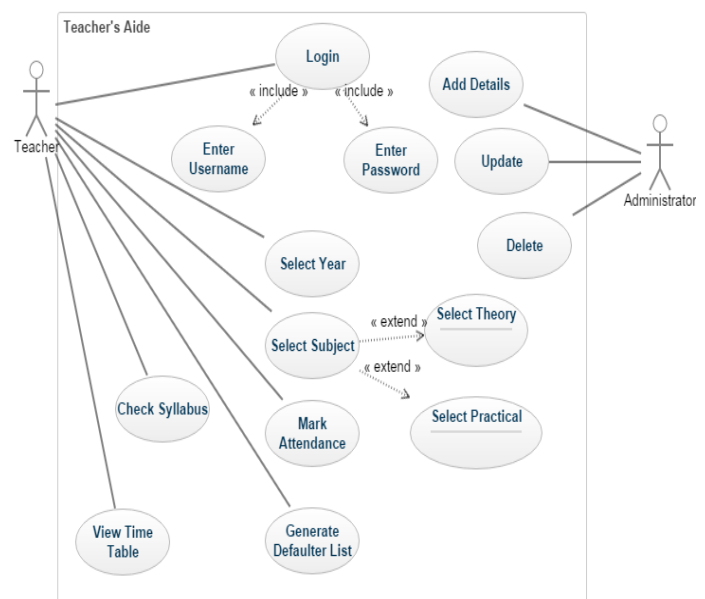 Teacher's Aide
Login
Add Details
« include »
« include »
Teacher
Enter
Username
Enter
Password
Update
Administrator
Delete
Select Year
Select Theory
« extend »
Select Subject
« extend »
Check Syllabus
Mark
Attendance
Select Practical
View Time
Table
Generate
Defaulter List